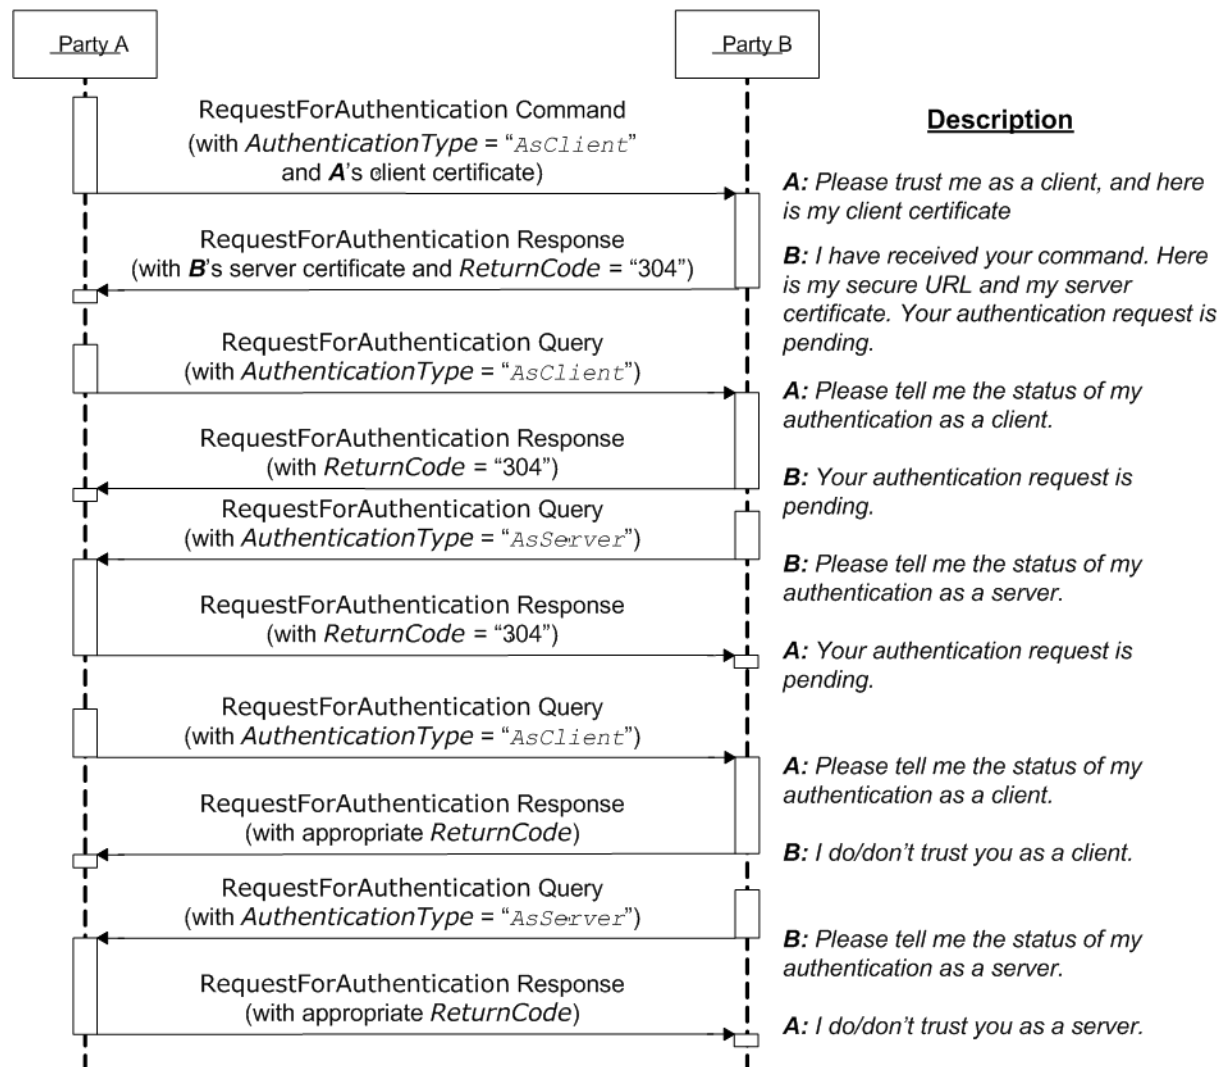 Party A
Party B
RequestForAuthentication Command
(with AuthenticationType = “AsClient”
and A’s client certificate)
RequestForAuthentication Response
(with B’s server certificate and ReturnCode = “304”)
RequestForAuthentication Query
(with AuthenticationType = “AsClient”)
RequestForAuthentication Response
(with ReturnCode = “304”)
RequestForAuthentication Query
(with AuthenticationType = “AsServer”)
RequestForAuthentication Response
(with ReturnCode = “304”)
RequestForAuthentication Query
(with AuthenticationType = “AsClient”)
RequestForAuthentication Response
(with appropriate ReturnCode)
RequestForAuthentication Query
(with AuthenticationType = “AsServer”)
RequestForAuthentication Response
(with appropriate ReturnCode)
Description
A: Please trust me as a client, and here
is my client certificate
B: I have received your command. Here
is my secure URL and my server
certificate. Your authentication request is
pending.
A: Please tell me the status of my
authentication as a client.
B: Your authentication request is
pending.
B: Please tell me the status of my
authentication as a server.
A: Your authentication request is
pending.
A: Please tell me the status of my
authentication as a client.
B: I do/don’t trust you as a client.
B: Please tell me the status of my
authentication as a server.
A: I do/don’t trust you as a server.